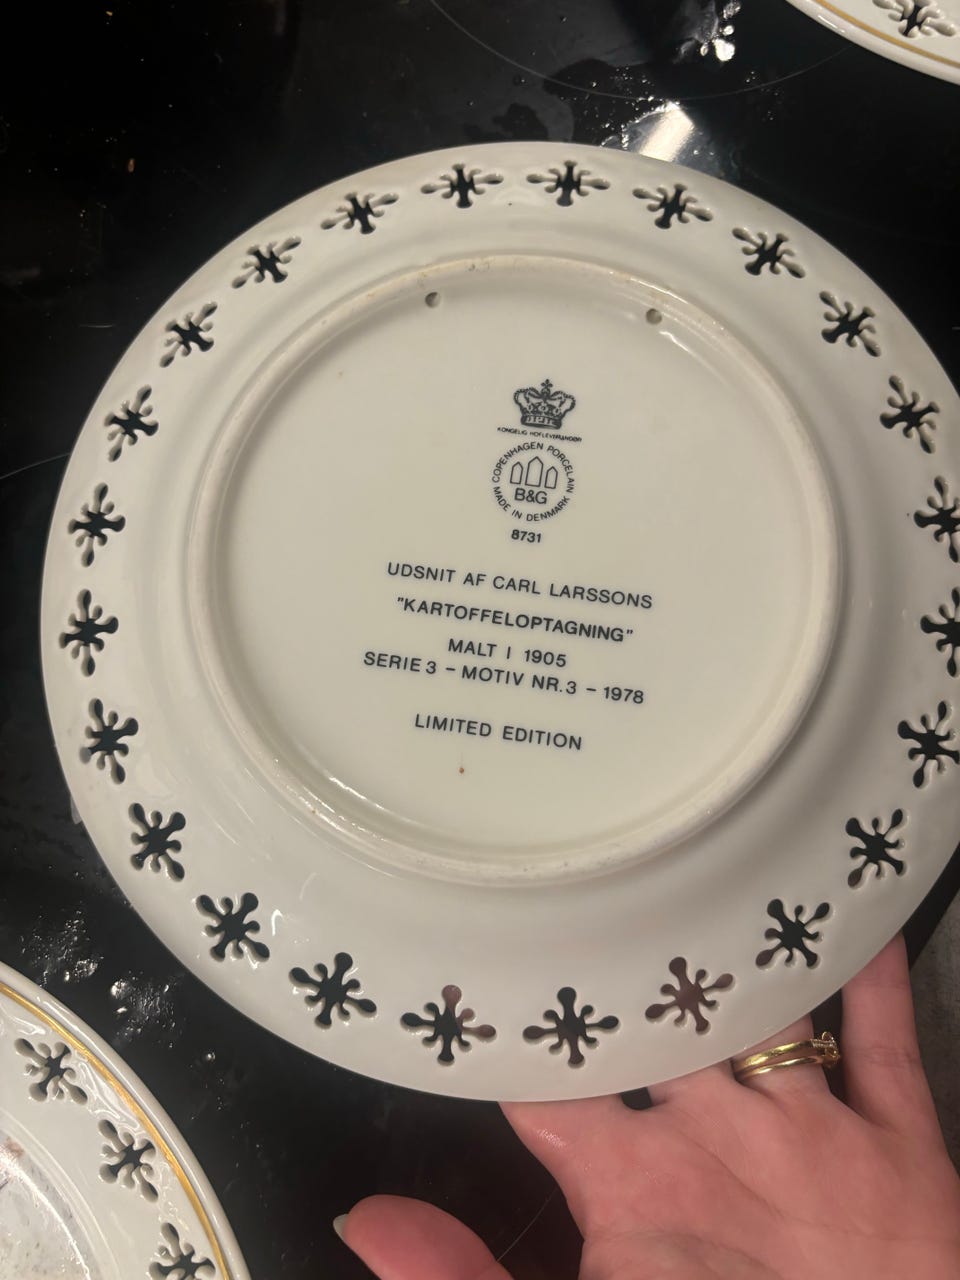 KONGELIG HOFLEVERANDØR
COPENHAGEN PORCELAIN
B&G
MADE IN DENMARK
8731
UDSNIT AF CARL LARSSONS
"KARTOFFELOPTAGNING"
MALT I 1905
SERIE 3 - MOTIV NR. 3 - 1978
LIMITED EDITION